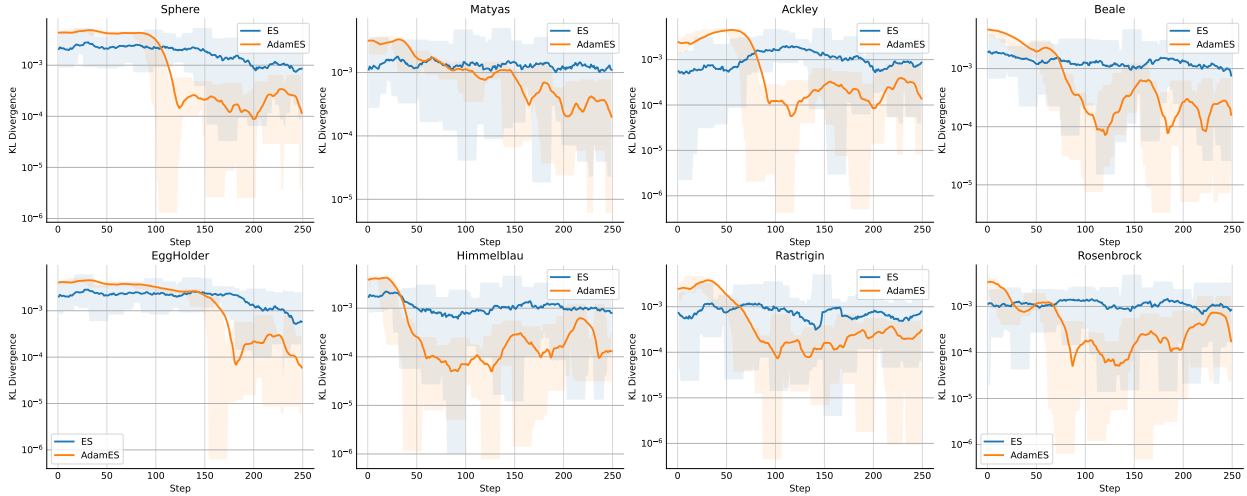 Sphere
KL Divergence
10⁻³
10⁻⁴
10⁻⁵
10⁻⁶
ES
AdamES
0 50 100 150 200 250
Step
Matyas
KL Divergence
10⁻³
10⁻⁴
10⁻⁵
ES
AdamES
0 50 100 150 200 250
Step
Ackley
KL Divergence
10⁻³
10⁻⁴
10⁻⁵
10⁻⁶
ES
AdamES
0 50 100 150 200 250
Step
Beale
KL Divergence
10⁻³
10⁻⁴
10⁻⁵
ES
AdamES
0 50 100 150 200 250
Step
EggHolder
KL Divergence
10⁻³
10⁻⁴
10⁻⁵
10⁻⁶
ES
AdamES
0 50 100 150 200 250
Step
Himmelblau
KL Divergence
10⁻³
10⁻⁴
10⁻⁵
10⁻⁶
ES
AdamES
0 50 100 150 200 250
Step
Rastrigin
KL Divergence
10⁻³
10⁻⁴
10⁻⁵
10⁻⁶
ES
AdamES
0 50 100 150 200 250
Step
Rosenbrock
KL Divergence
10⁻³
10⁻⁴
10⁻⁵
10⁻⁶
ES
AdamES
0 50 100 150 200 250
Step